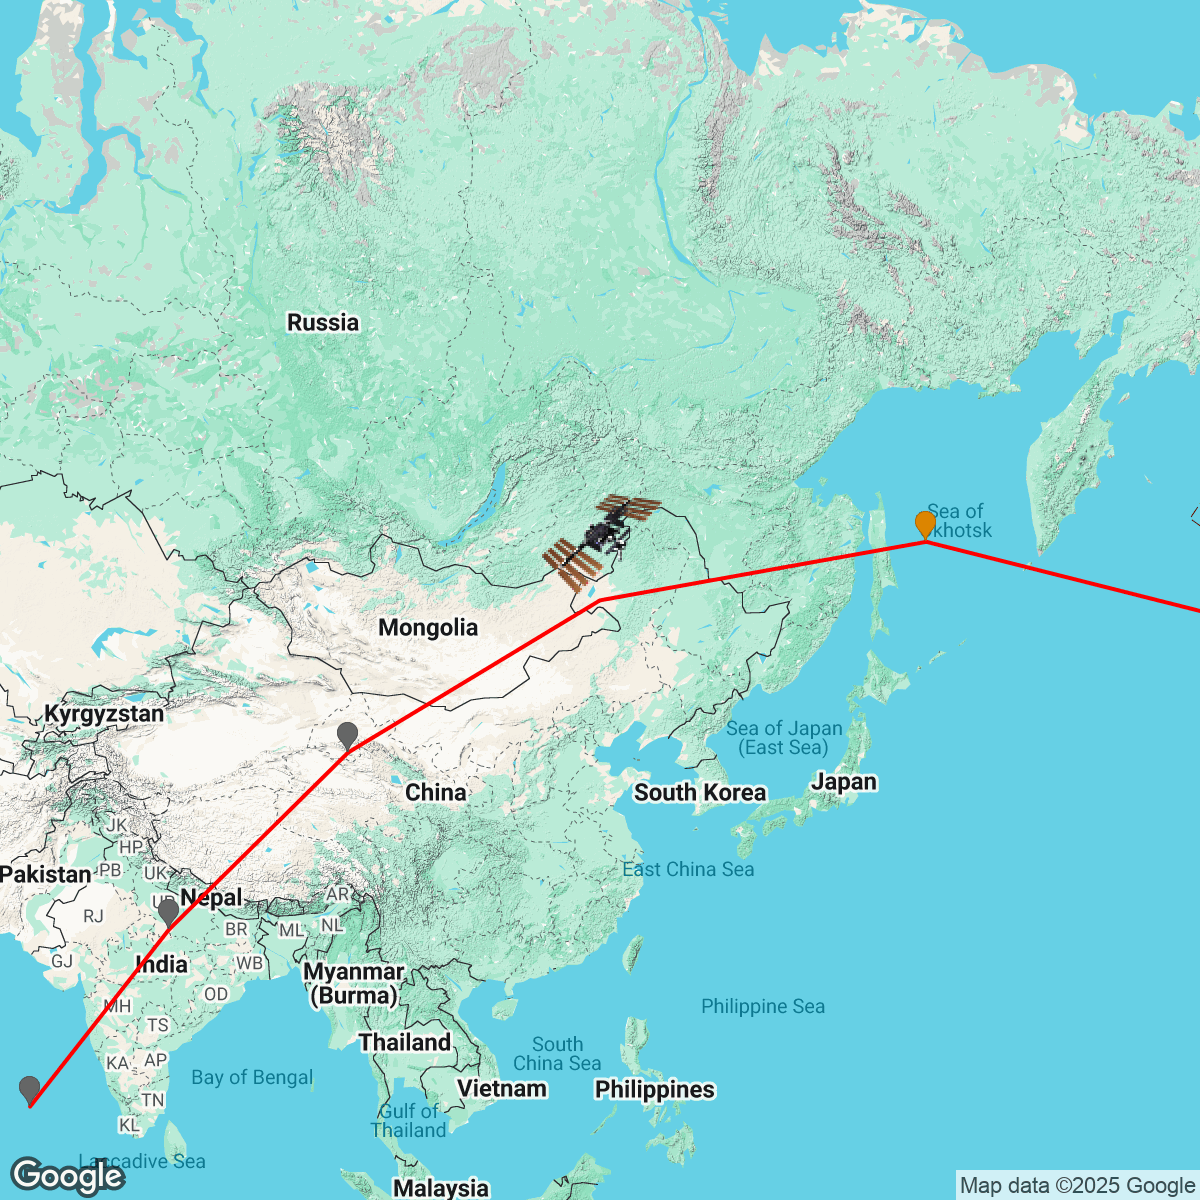 Russia
Sea of
khotsk
Mongolia
Kyrgyzstan
Sea of Japan
(East Sea)
China
South Korea
Japan
JK
HP
Pakistan
PB
UK
East China Sea
Nepal
AR
RJ
BR
ML
NL
India
GJ
WB
Myanmar
(Burma)
OD
MH
Philippine Sea
TS
Thailand
South
China Sea
KA
AP
Bay of Bengal
Vietnam
Philippines
TN
Gulf of
Thailand
KL
Laccadive Sea
Google
Malaysia
Map data ©2025 Google